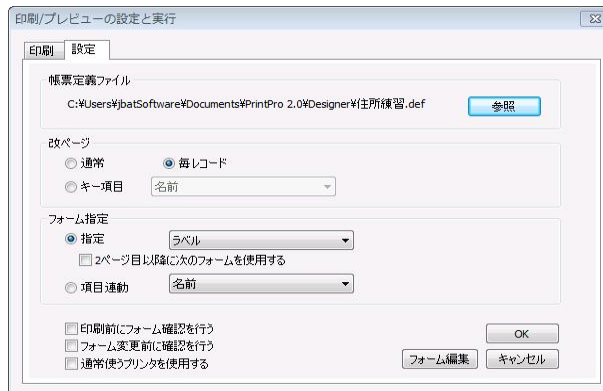 印刷/プレビューの設定と実行
印刷 設定
帳票定義ファイル
C:¥Users¥jbatSoftware¥Documents¥PrintPro 2.0¥Designer¥住所練習.def 参照
改ページ
通常 毎レコード
キー項目 名前
フォーム指定
指定 ラベル
2ページ目以降に次のフォームを使用する
項目連動 名前
印刷前にフォーム確認を行う
フォーム変更前に確認を行う
通常使うプリンタを使用する
OK
フォーム編集 キャンセル